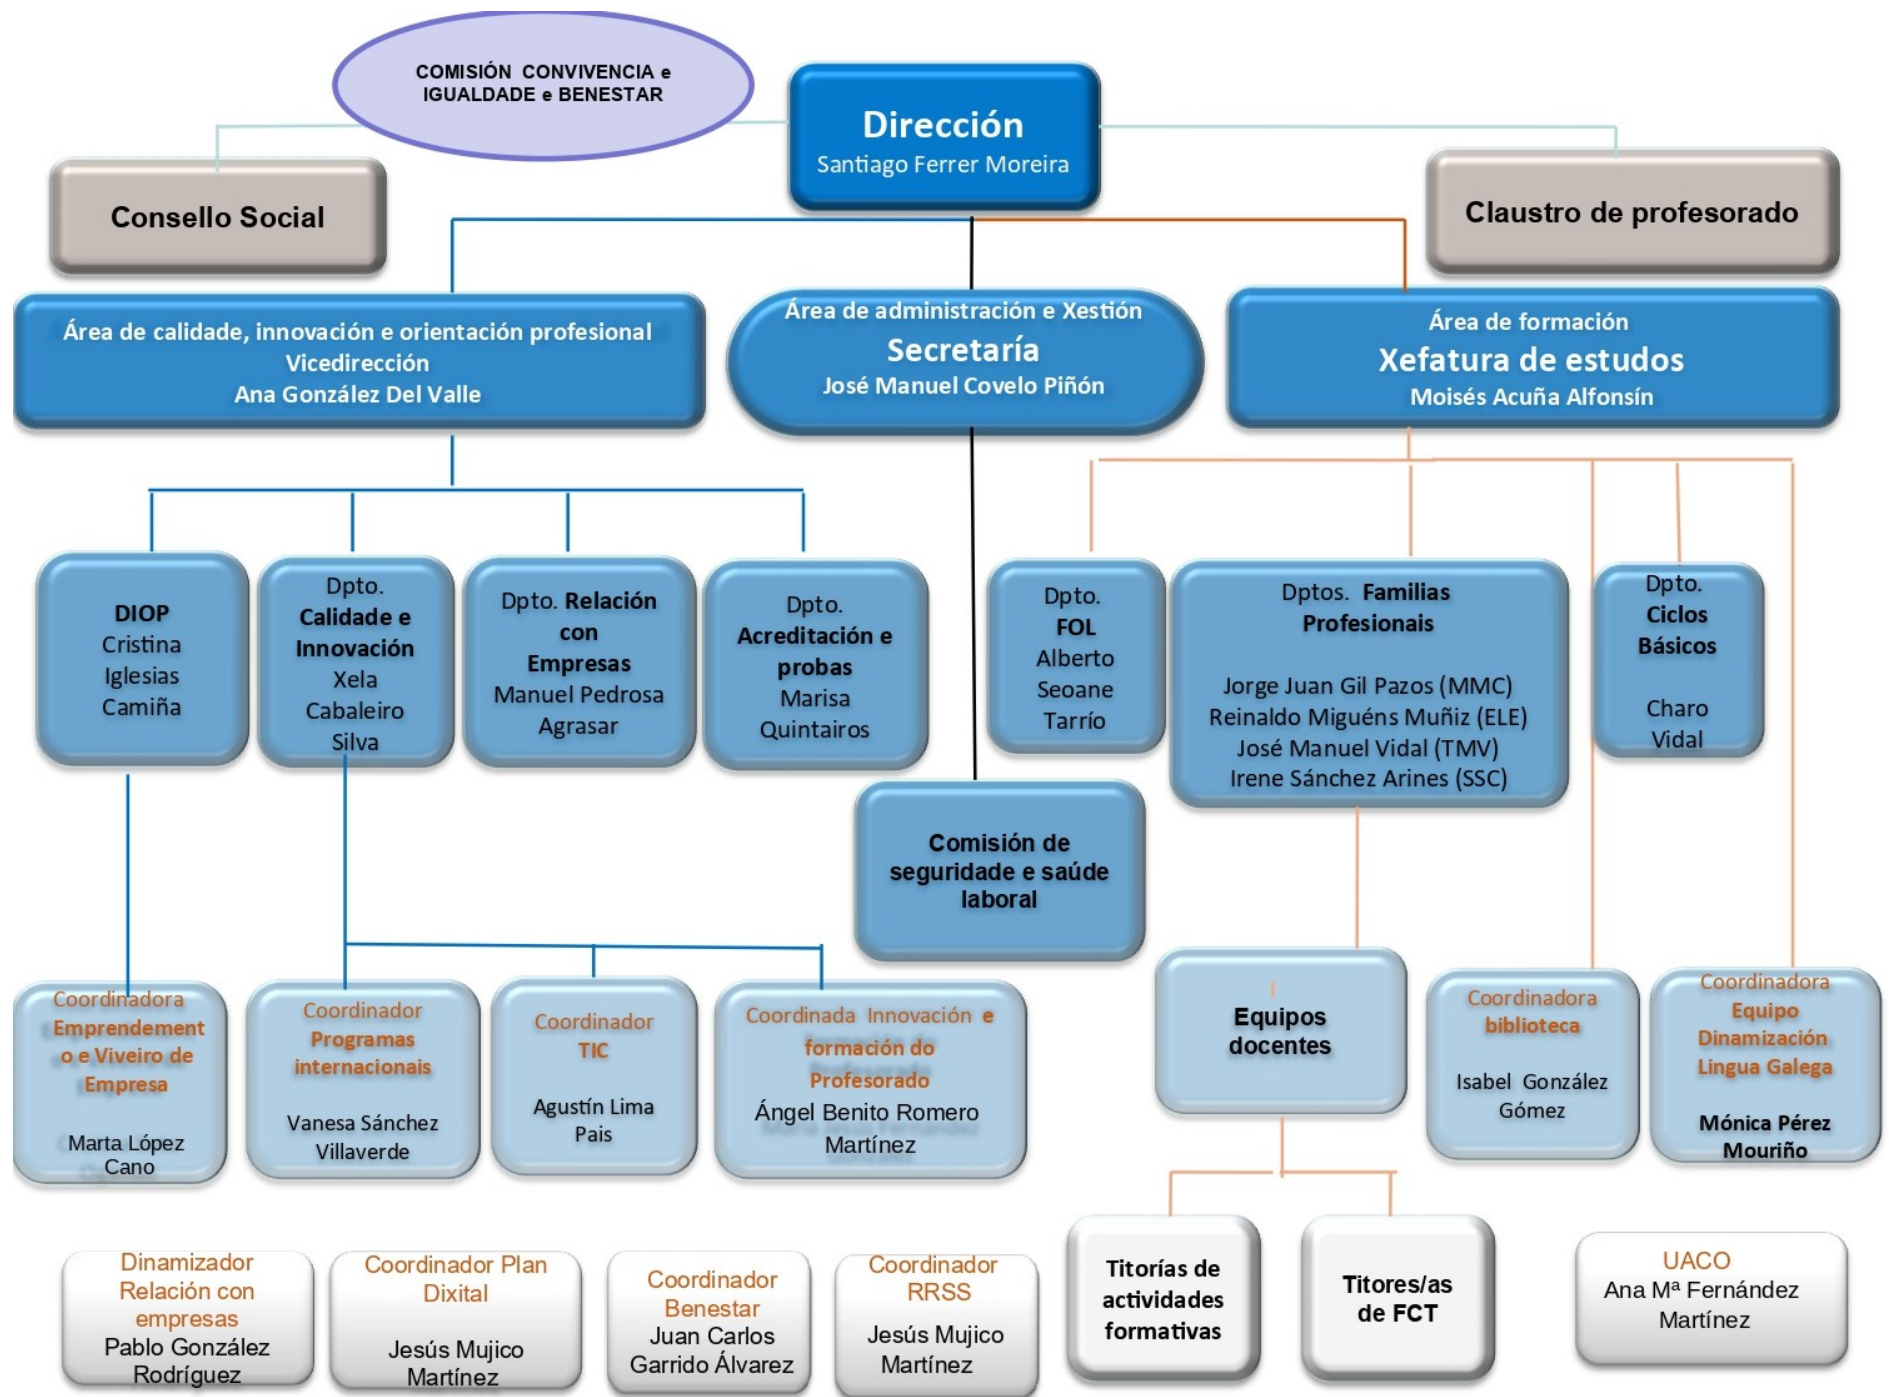 COMISIÓN CONVIVENCIA e
IGUALDADE e BENESTAR
Dirección
Santiago Ferrer Moreira
Consello Social
Claustro de profesorado
Área de calidade, innovación e orientación profesional
Vicedirección
Ana González Del Valle
Área de administración e Xestión
Secretaría
José Manuel Covelo Piñón
Área de formación
Xefatura de estudos
Moisés Acuña Alfonsín
DIOP
Cristina
Iglesias
Camiña
Dpto.
Calidade e
Innovación
Xela
Cabaleiro
Silva
Dpto. Relación
con
Empresas
Manuel Pedrosa
Agrasar
Dpto.
Acreditación e
probas
Marisa
Quintairos
Dpto.
FOL
Alberto
Seoane
Tarrío
Dptos. Familias
Profesionais
Jorge Juan Gil Pazos (MMC)
Reinaldo Miguéns Muñiz (ELE)
José Manuel Vidal (TMV)
Irene Sánchez Arines (SSC)
Dpto.
Ciclos
Básicos
Charo
Vidal
Comisión de
seguridade e saúde
laboral
Coordinadora
Emprendement
o e Viveiro de
Empresa
Marta López
Cano
Coordinador
Programas
internacionais
Vanesa Sánchez
Villaverde
Coordinador
TIC
Agustín Lima
Pais
Coordinada Innovación e
formación do
Profesorado
Ángel Benito Romero
Martínez
Equipos
docentes
Coordinadora
biblioteca
Isabel González
Gómez
Coordinadora
Equipo
Dinamización
Lingua Galega
Mónica Pérez
Mouriño
Dinamizador
Relación con
empresas
Pablo González
Rodríguez
Coordinador Plan
Dixital
Jesús Mujico
Martínez
Coordinador
Benestar
Juan Carlos
Garrido Álvarez
Coordinador
RRSS
Jesús Mujico
Martínez
Titorías de
actividades
formativas
Titores/as
de FCT
UACO
Ana Mª Fernández
Martínez